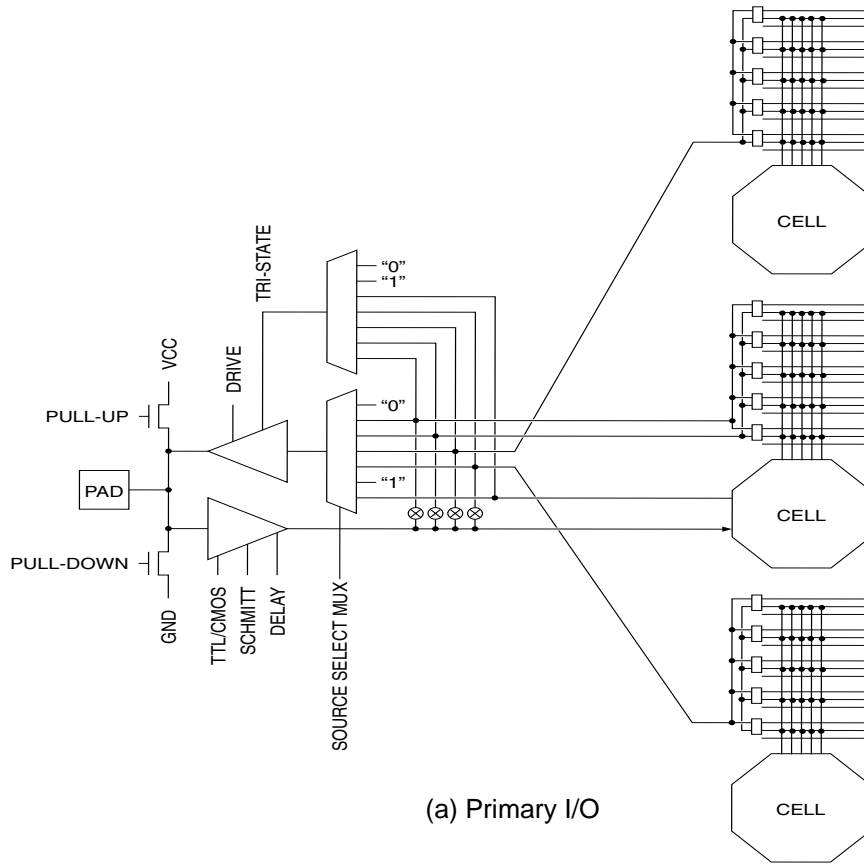 CELL
"0"
"1"
TRI-STATE
VCC
DRIVE
PULL-UP
"0"
PAD
"1"
CELL
PULL-DOWN
GND
TTL/CMOS
SCHMITT
DELAY
SOURCE SELECT MUX
CELL
(a) Primary I/O